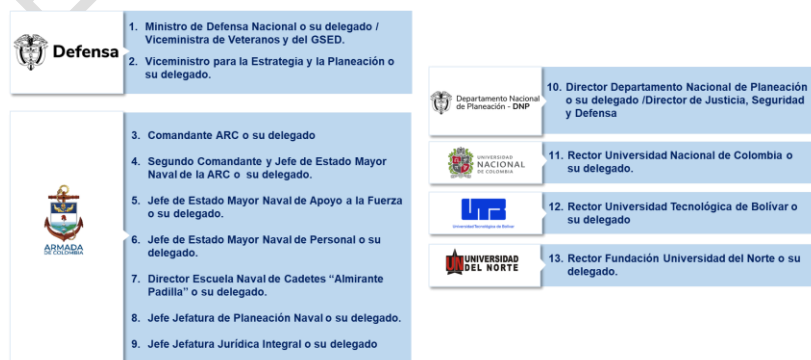 Defensa
1. Ministro de Defensa Nacional o su delegado /
Viceministra de Veteranos y del GSED.
2. Viceministro para la Estrategia y la Planeación o
su delegado.
ARMADA
DE COLOMBIA
3. Comandante ARC o su delegado
4. Segundo Comandante y Jefe de Estado Mayor
Naval de la ARC o su delegado.
5. Jefe de Estado Mayor Naval de Apoyo a la Fuerza
o su delegado.
6. Jefe de Estado Mayor Naval de Personal o su
delegado.
7. Director Escuela Naval de Cadetes “Almirante
Padilla” o su delegado.
8. Jefe Jefatura de Planeación Naval o su delegado.
9. Jefe Jefatura Jurídica Integral o su delegado
Departamento Nacional
de Planeación - DNP
10. Director Departamento Nacional de Planeación
o su delegado /Director de Justicia, Seguridad
y Defensa
UNIVERSIDAD
NACIONAL
DE COLOMBIA
11. Rector Universidad Nacional de Colombia o
su delegado.
UTB
Universidad Tecnológica de Bolívar
12. Rector Universidad Tecnológica de Bolívar o
su delegado
UN UNIVERSIDAD
DEL NORTE
13. Rector Fundación Universidad del Norte o su
delegado.